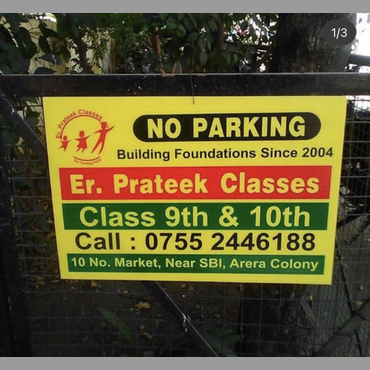 1/3
Er. Prateek Classes
NO PARKING
Building Foundations Since 2004
Er. Prateek Classes
Class 9th & 10th
Call : 0755 2446188
10 No. Market, Near SBI, Arera Colony